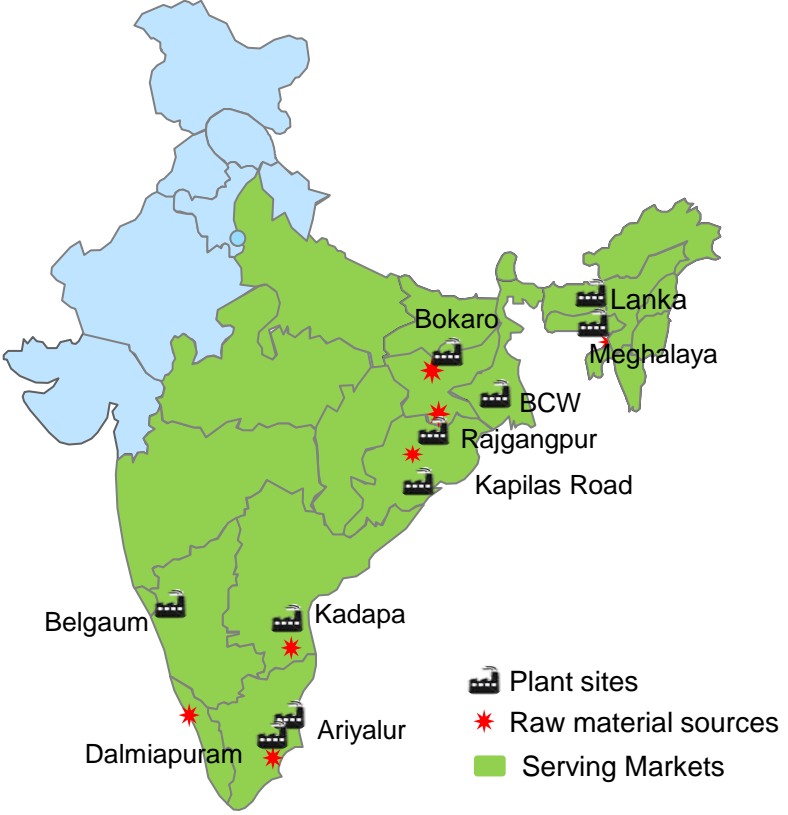 Lanka
Bokaro
Meghalaya
BCW
Rajgangpur
Kapilas Road
Kadapa
Belgaum
Plant sites
Raw material sources
Ariyalur
Dalmiapuram
Serving Markets